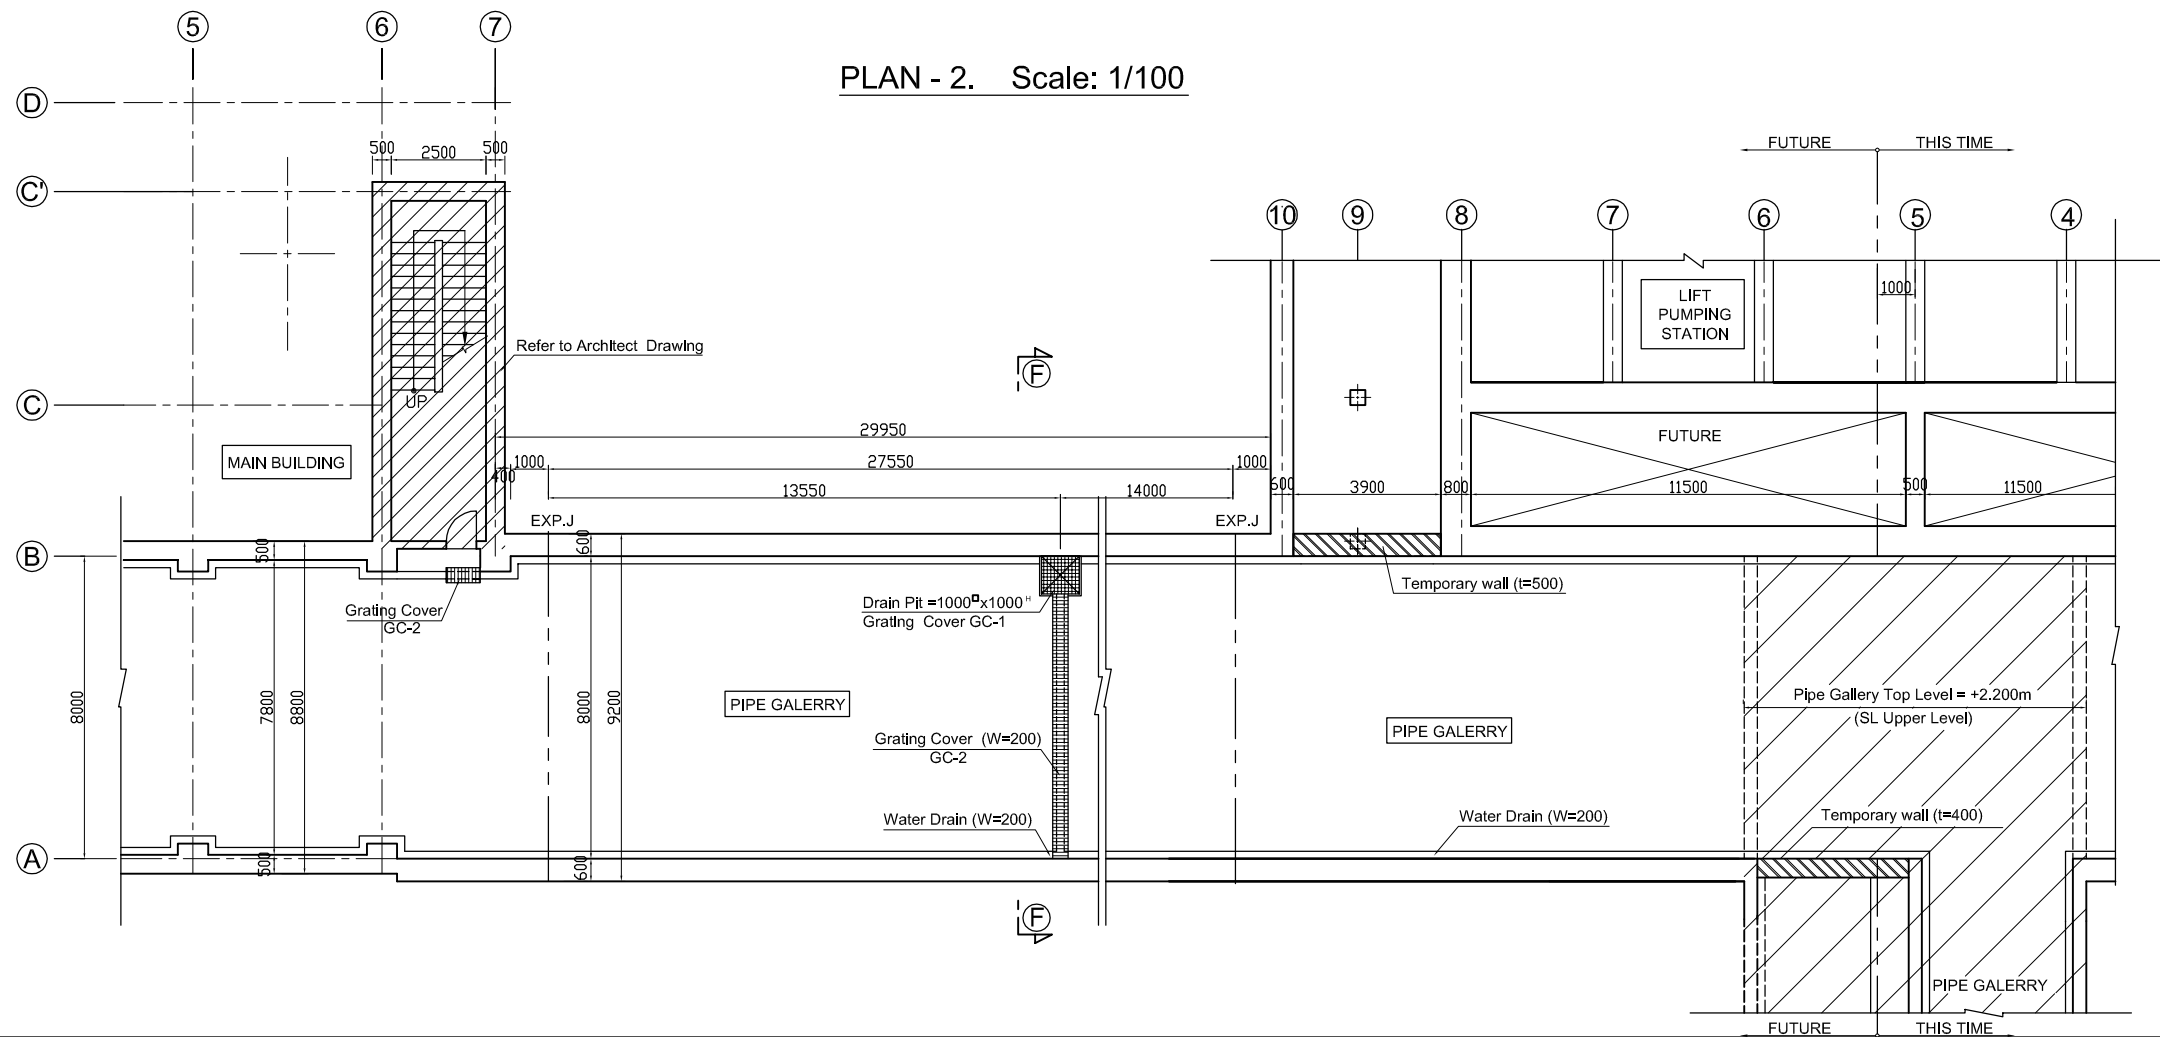 5
6
7
PLAN - 2. Scale: 1/100
D
500
2500
500
FUTURE
THIS TIME
C'
10
9
8
7
6
5
4
1000
LIFT
PUMPING
STATION
Refer to Architect Drawing
F
UP
C
29950
FUTURE
MAIN BUILDING
400
1000
27550
1000
13550
14000
600
3900
800
11500
500
11500
EXP.J
EXP.J
B
500
600
Temporary wall (t=500)
Grating Cover
GC-2
Drain Pit =1000□x1000H
Grating Cover GC-1
8000
7800
8800
8000
9200
PIPE GALERRY
Pipe Gallery Top Level = +2.200m
(SL Upper Level)
PIPE GALERRY
Grating Cover (W=200)
GC-2
Water Drain (W=200)
Water Drain (W=200)
Temporary wall (t=400)
A
500
600
F
PIPE GALERRY
FUTURE
THIS TIME